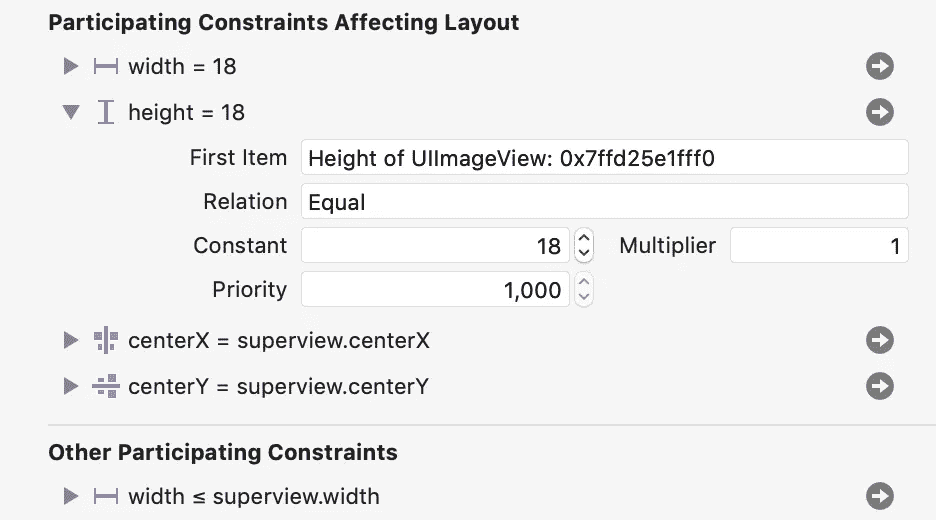 Participating Constraints Affecting Layout
width = 18
height = 18
First Item Height of UIImageView: 0x7ffd25e1fff0
Relation Equal
Constant 18 Multiplier 1
Priority 1,000
centerX = superview.centerX
centerY = superview.centerY
Other Participating Constraints
width ≤ superview.width